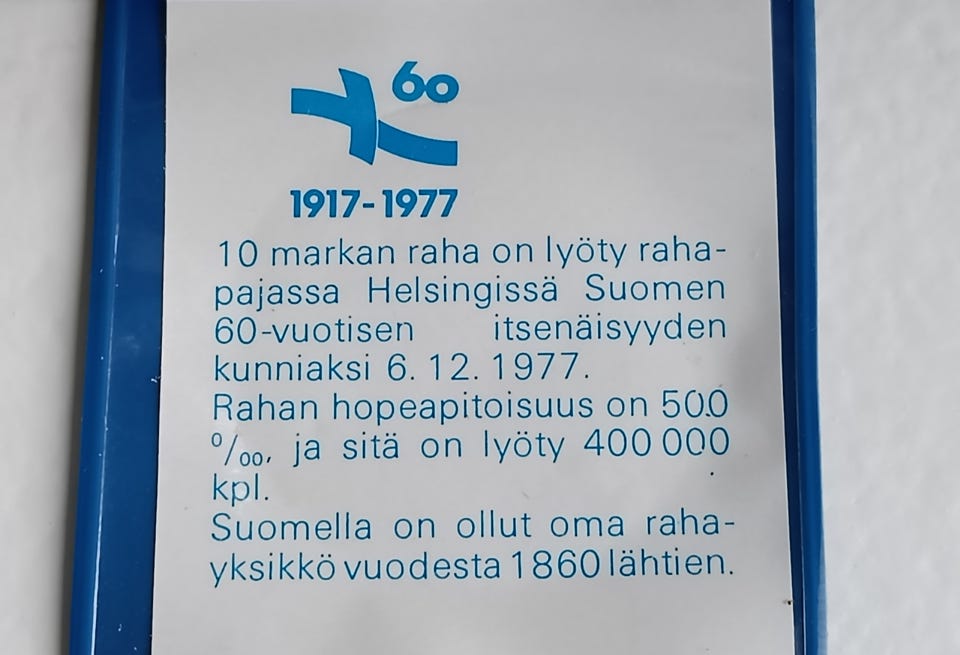 60
1917-1977
10 markan raha on lyöty raha-
pajassa Helsingissä Suomen
60-vuotisen itsenäisyyden
kunniaksi 6. 12. 1977.
Rahan hopeapitoisuus on 500
⁰/₀₀, ja sitä on lyöty 400 000
kpl.
Suomella on ollut oma raha-
yksikkö vuodesta 1860 lähtien.